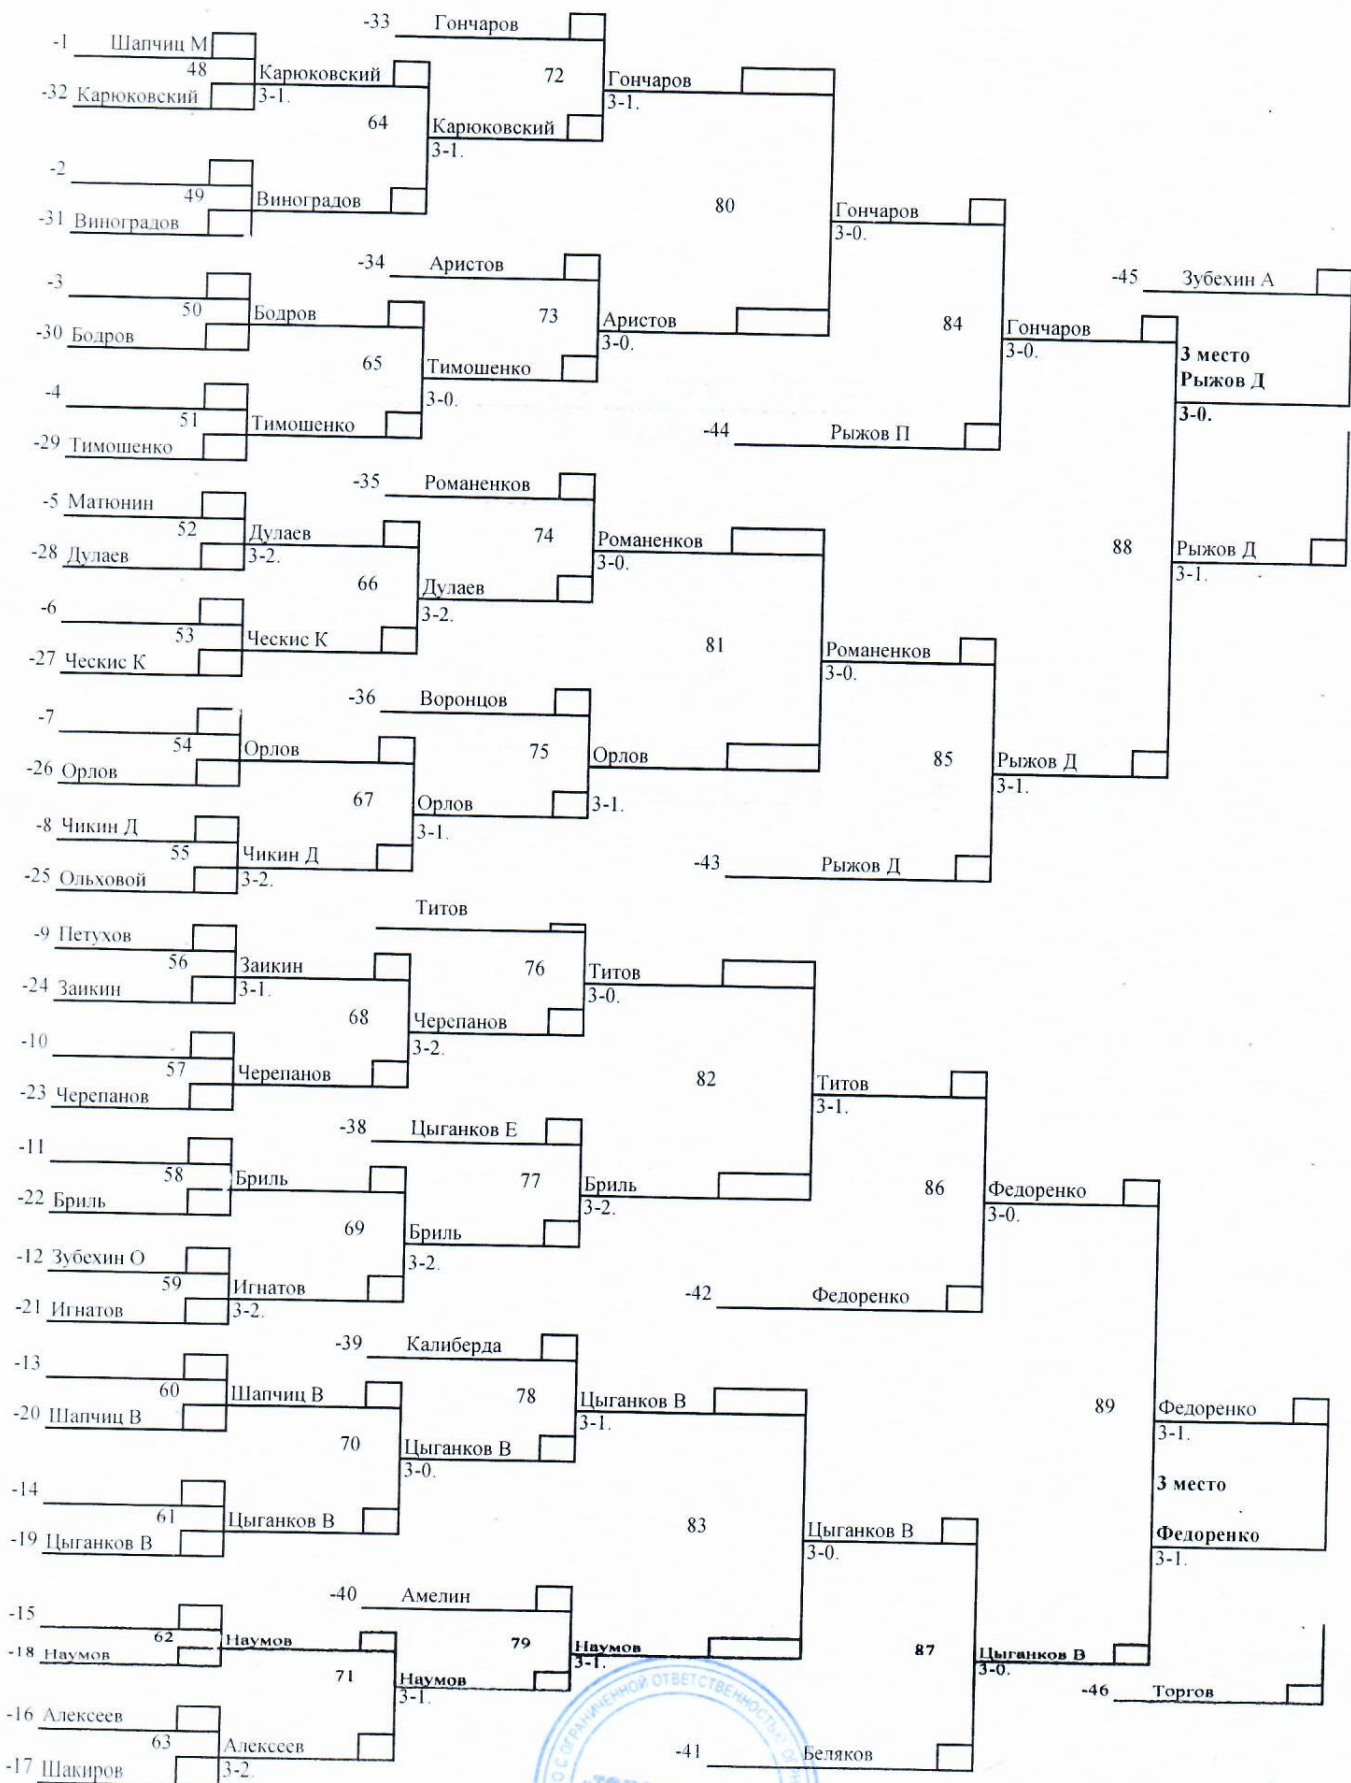 -33 Гончаров
-1 Шапчиц М
48 Карюковский 72 Гончаров
-32 Карюковский 3-1. 3-1.
64 Карюковский
3-1.
-2
49 Виноградов 80 Гончаров
-31 Виноградов 3-0.
-34 Аристов -45 Зубехин А
-3
50 Бодров 73 Аристов 84 Гончаров
-30 Бодров 3-0. 3-0.
65 Тимошенко 3 место
3-0. Рыжов Д
-4 3-0.
51 Тимошенко -44 Рыжов П
-29 Тимошенко
-35 Романенков
-5 Матюнин
52 Дулаев 74 Романенков 88 Рыжов Д
-28 Дулаев 3-2. 3-0. 3-1.
66 Дулаев
3-2.
-6
53 Ческис К 81 Романенков
-27 Ческис К 3-0.
-36 Воронцов
-7
54 Орлов 75 Орлов 85 Рыжов Д
-26 Орлов 3-1. 3-1.
67 Орлов
3-1.
-8 Чикин Д
55 Чикин Д -43 Рыжов Д
-25 Ольховой 3-2.
Титов
-9 Петухов
56 Заикин 76 Титов
-24 Заикин 3-1. 3-0.
68 Черепанов
3-2.
-10
57 Черепанов 82 Титов
-23 Черепанов 3-1.
-38 Цыганков Е
-11
58 Бриль 77 Бриль 86 Федоренко
-22 Бриль 3-2. 3-0.
69 Бриль
3-2.
-12 Зубехин О
59 Игнатов -42 Федоренко
-21 Игнатов 3-2.
-39 Калиберда
-13
60 Шапчиц В 78 Цыганков В 89 Федоренко
-20 Шапчиц В 3-1. 3-1.
70 Цыганков В
3-0. 3 место
-14
61 Цыганков В 83 Цыганков В Федоренко
-19 Цыганков В 3-0. 3-1.
-40 Амелин
-15
62 Наумов 79 Наумов 87 Цыганков В
-18 Наумов 3-1. 3-0.
71 Наумов -46 Торгов
3-1.
-16 Алексеев
63 Алексеев -41 Беляков
-17 Шакиров 3-2.
С ОГРАНИЧЕННОЙ ОТВЕТСТВЕННОСТЬЮ